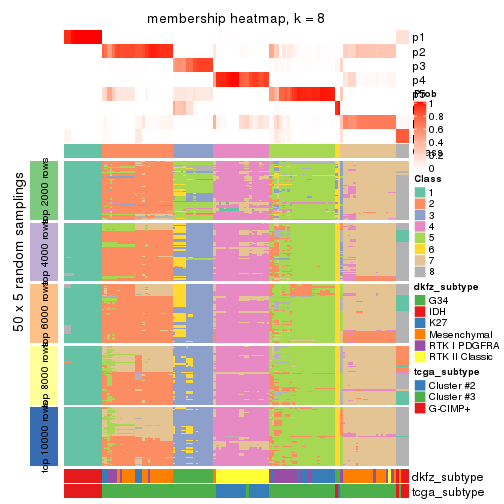 membership heatmap, k = 8
p1
p2
p3
p4
Prob
1
0.8
0.6
0.4
0.2
0
Class
1
2
3
4
5
6
7
8
dkfz_subtype
G34
IDH
K27
Mesenchymal
RTK I PDGFRA
RTK II Classic
tcga_subtype
Cluster #2
Cluster #3
G-CIMP+
50 x 5 random samplings
top 2000 rows
top 4000 rows
top 6000 rows
top 8000 rows
top 10000 rows
dkfz_subtype
tcga_subtype